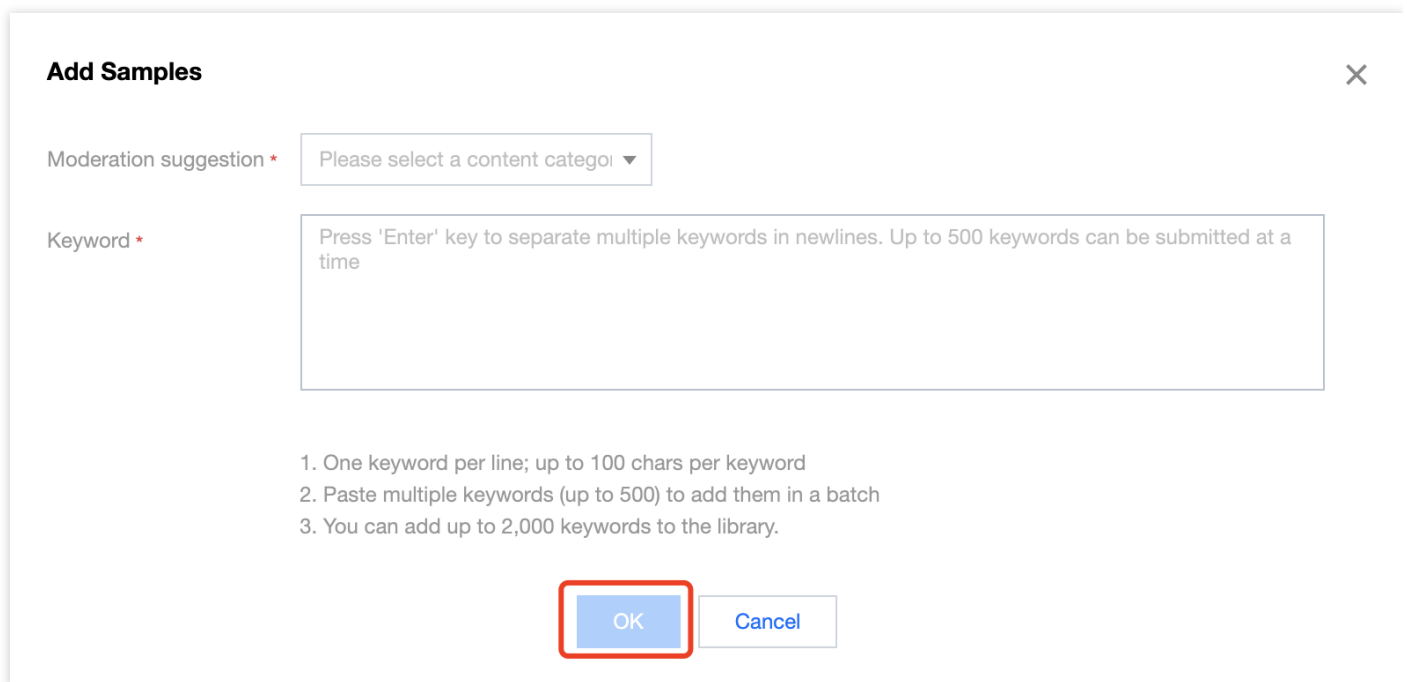 Add Samples
Moderation suggestion *
Please select a content categor
Keyword *
Press 'Enter' key to separate multiple keywords in newlines. Up to 500 keywords can be submitted at a
time
1. One keyword per line; up to 100 chars per keyword
2. Paste multiple keywords (up to 500) to add them in a batch
3. You can add up to 2,000 keywords to the library.
OK
Cancel